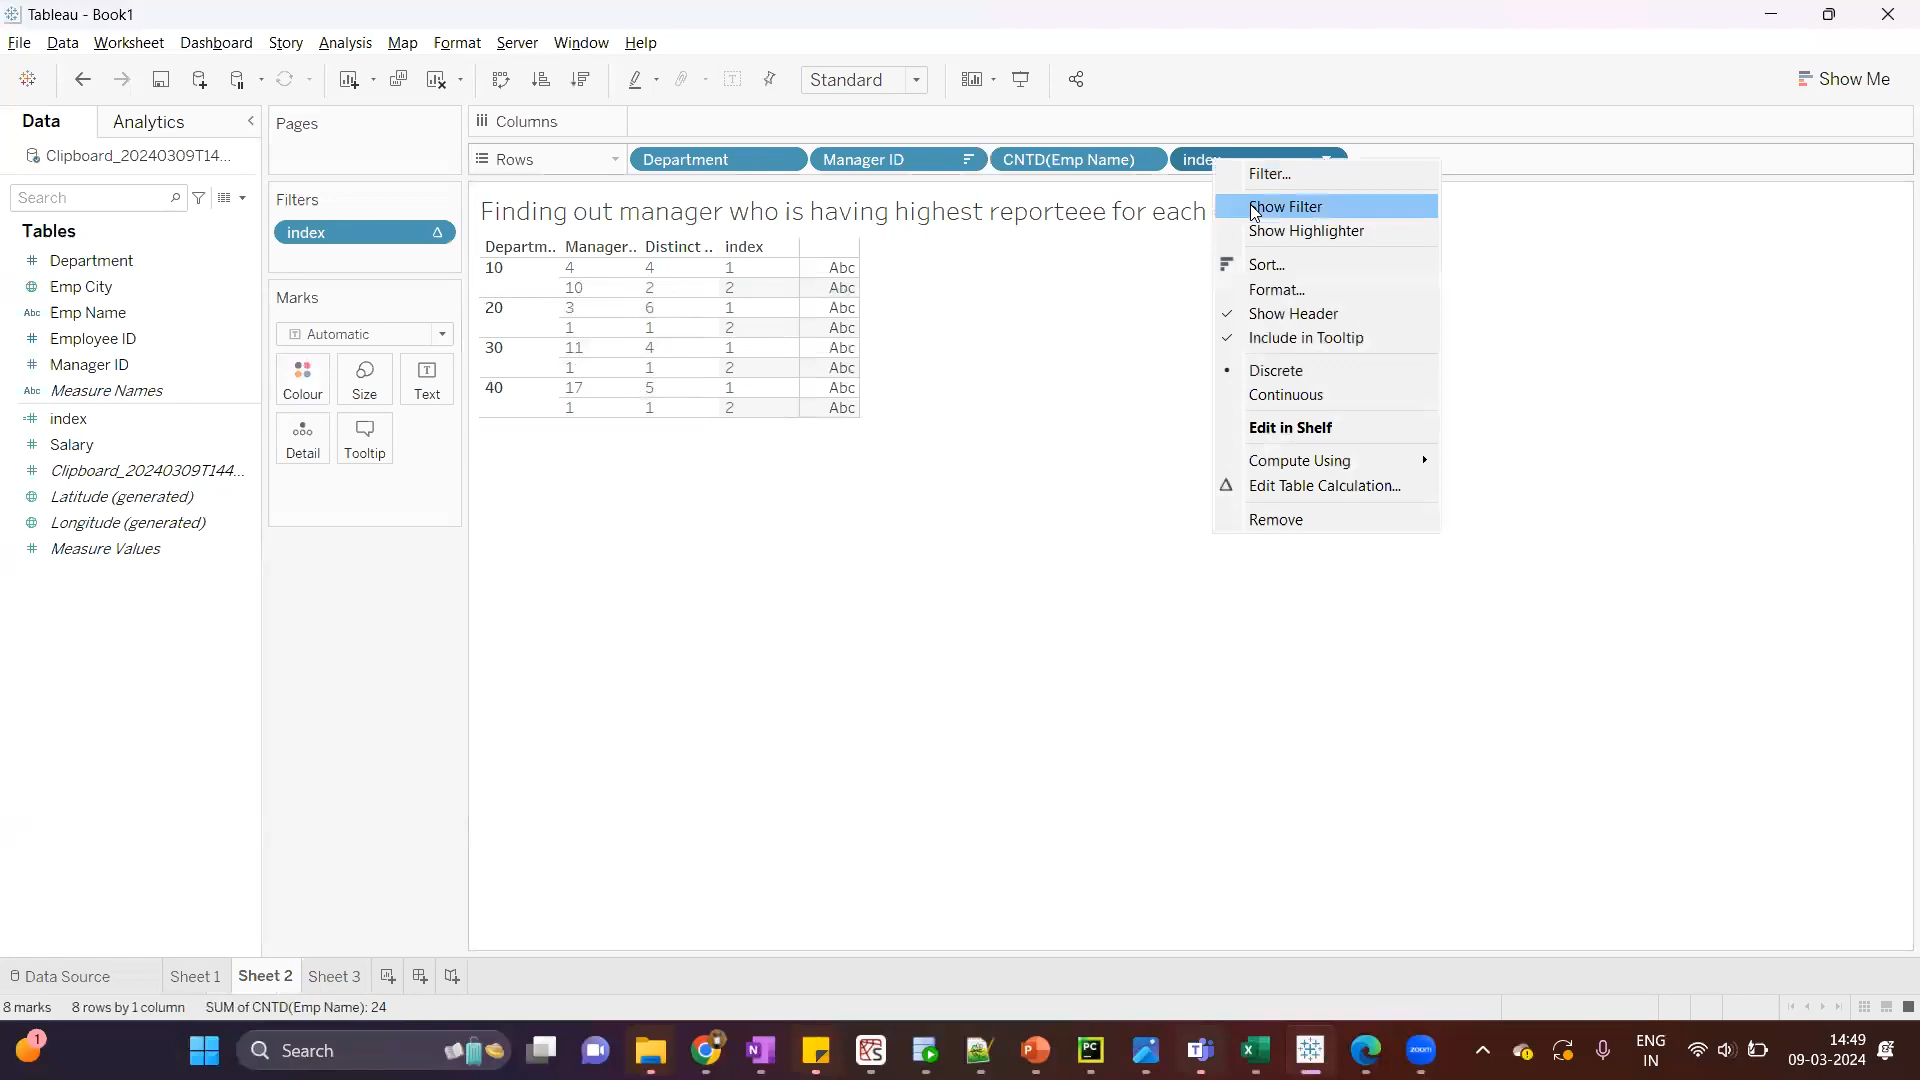 Tableau - Book1
File Data Worksheet Dashboard Story Analysis Map Format Server Window Help
Standard
Show Me
Data Analytics
Pages
iii Columns
Clipboard_20240309T14...
Rows Department Manager ID CNTD(Emp Name) index
Search
Filters
index
Tables
Department
Emp City
Abc Emp Name
Employee ID
Manager ID
Abc Measure Names
index
Salary
Clipboard_20240309T144...
Latitude (generated)
Longitude (generated)
Measure Values
Marks
Automatic
Colour Size Text
Detail Tooltip
Finding out manager who is having highest reporteee for each
Departm.. Manager.. Distinct .. index
10 4 4 1 Abc
10 2 2 Abc
20 3 6 1 Abc
1 1 2 Abc
30 11 4 1 Abc
1 1 2 Abc
40 17 5 1 Abc
1 1 2 Abc
Filter...
Show Filter
Show Highlighter
Sort...
Format...
Show Header
Include in Tooltip
Discrete
Continuous
Edit in Shelf
Compute Using
Edit Table Calculation...
Remove
Data Source Sheet 1 Sheet 2 Sheet 3
8 marks 8 rows by 1 column SUM of CNTD(Emp Name): 24
1
Search
PC
zoom
ENG
IN
14:49
09-03-2024